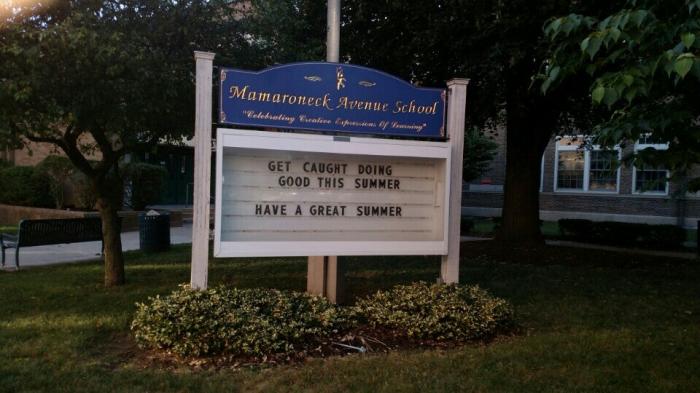 Mamaroneck Avenue School
"Celebrating Creative Expressions Of Learning"
GET CAUGHT DOING
GOOD THIS SUMMER
HAVE A GREAT SUMMER